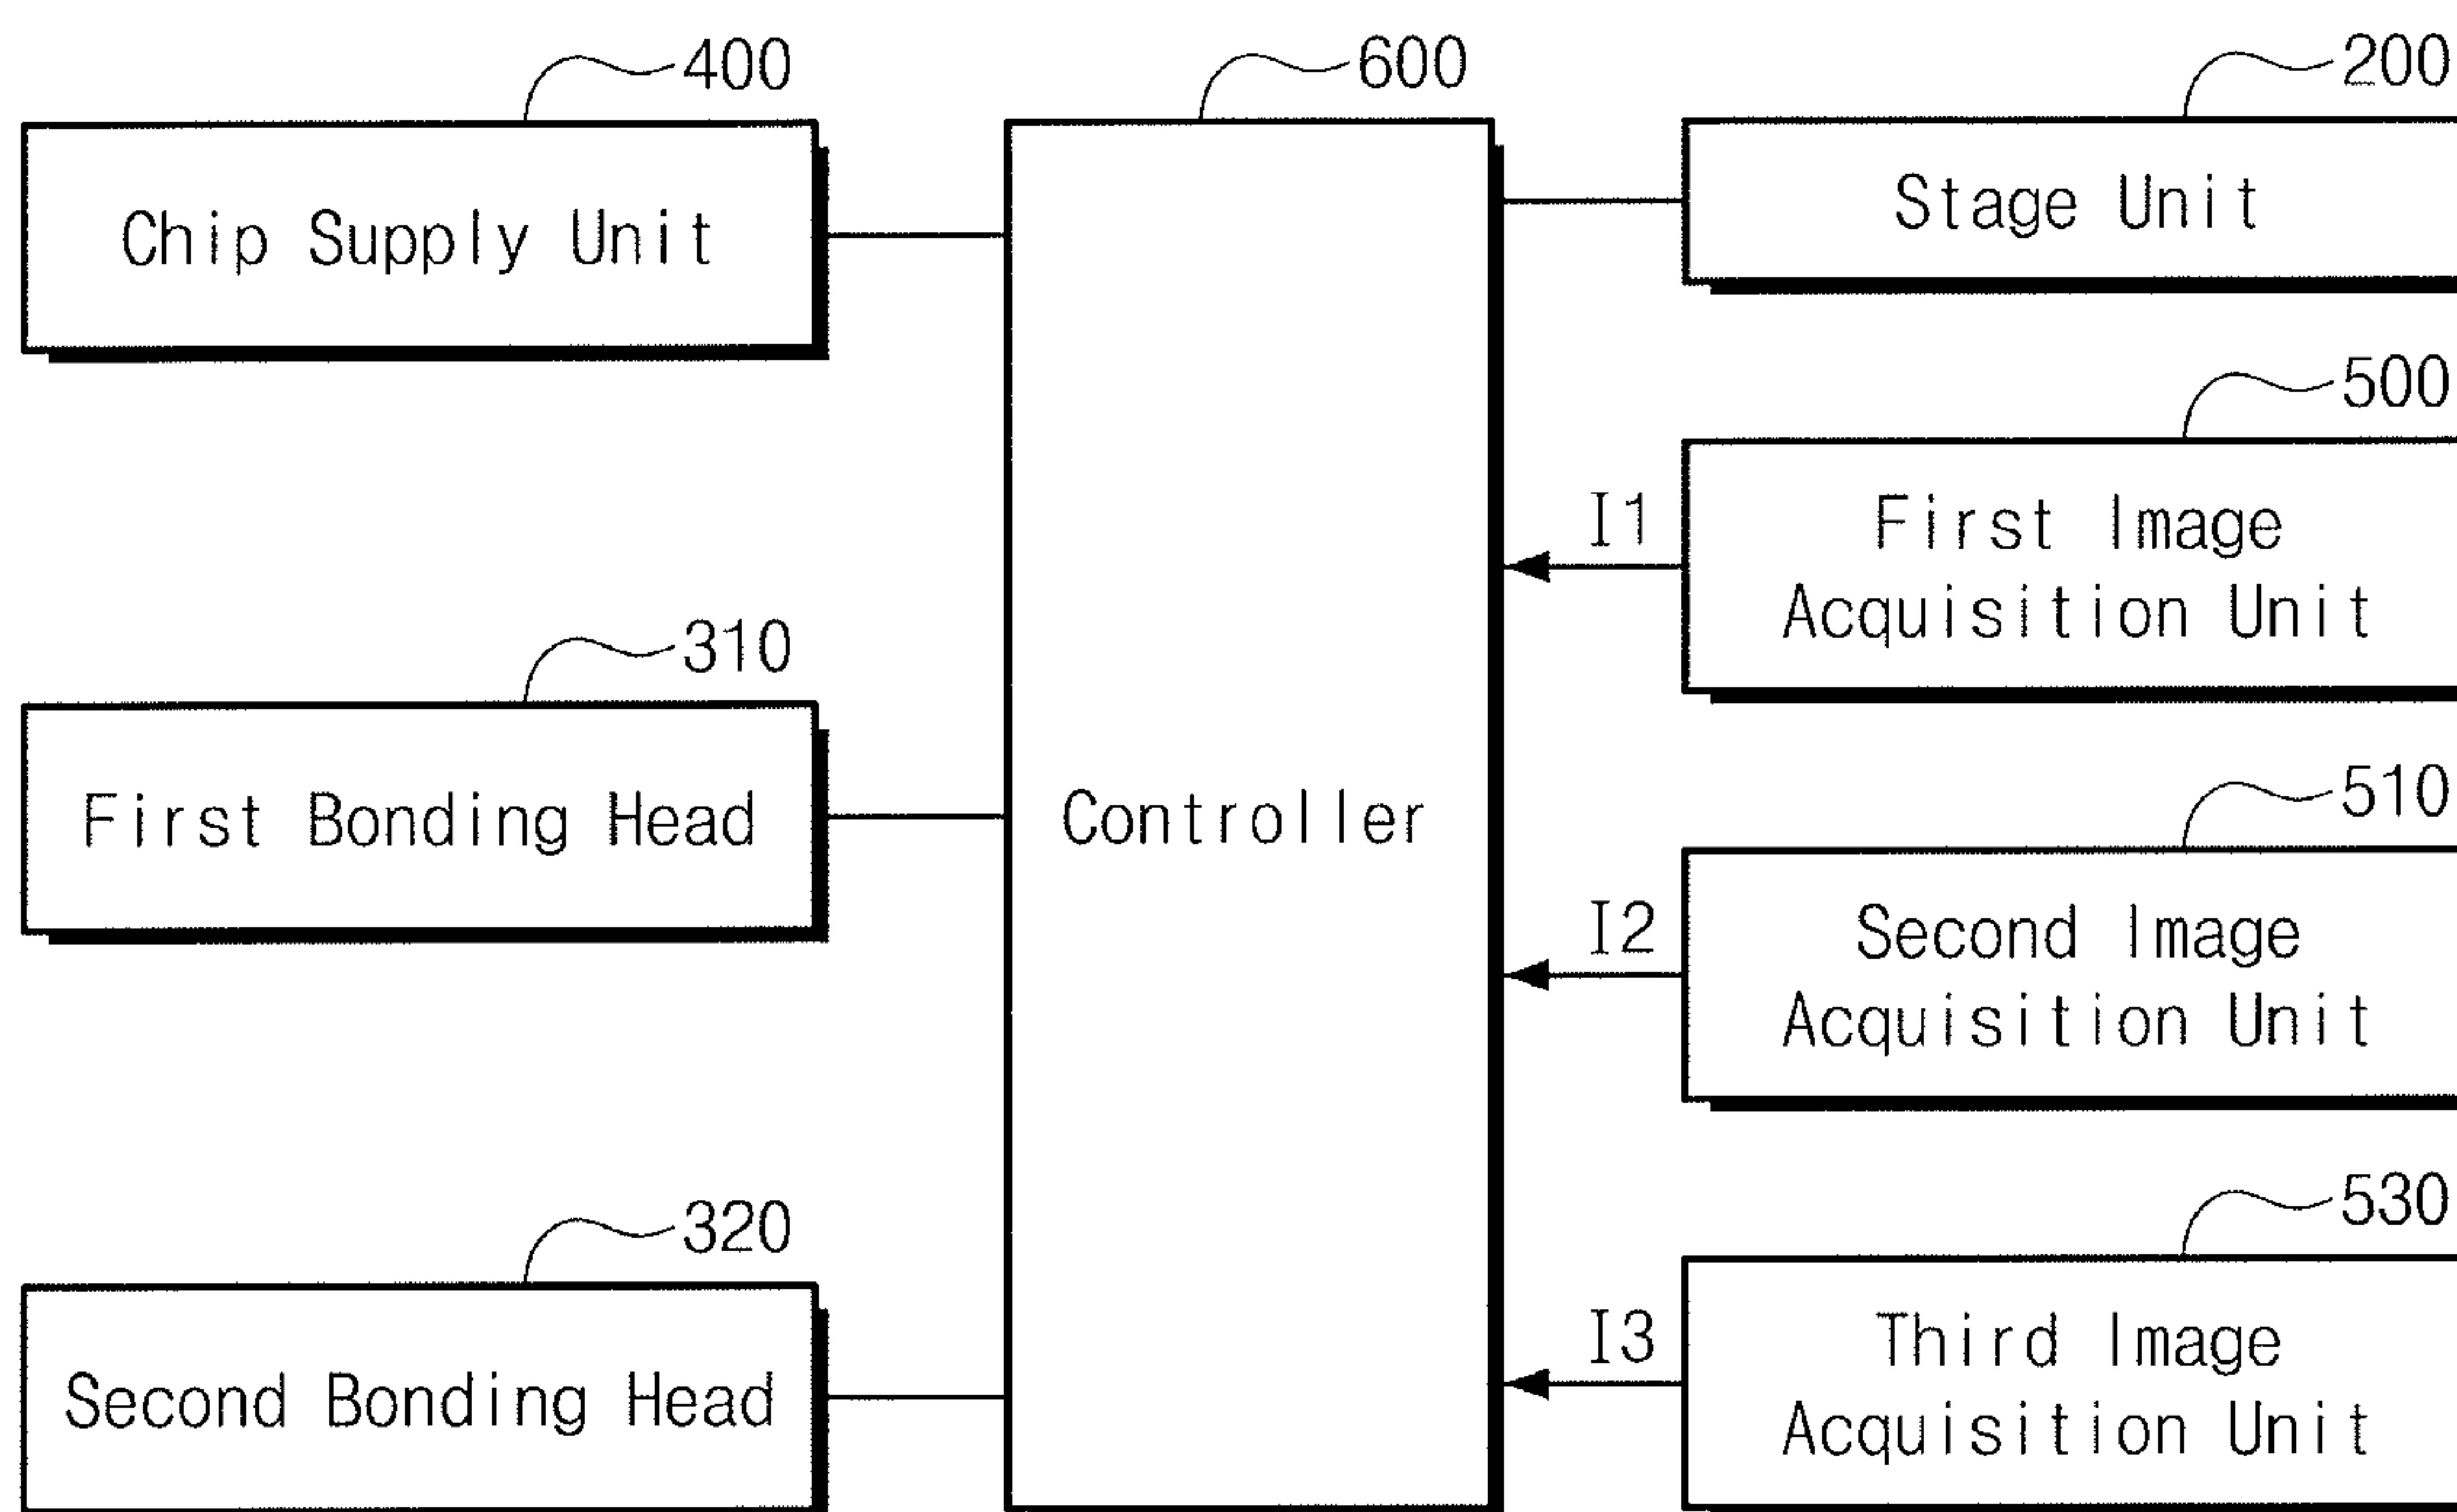 400
Chip Supply Unit
310
First Bonding Head
320
Second Bonding Head
600
Controller
200
Stage Unit
500
I1
First Image
Acquisition Unit
510
I2
Second Image
Acquisition Unit
530
I3
Third Image
Acquisition Unit